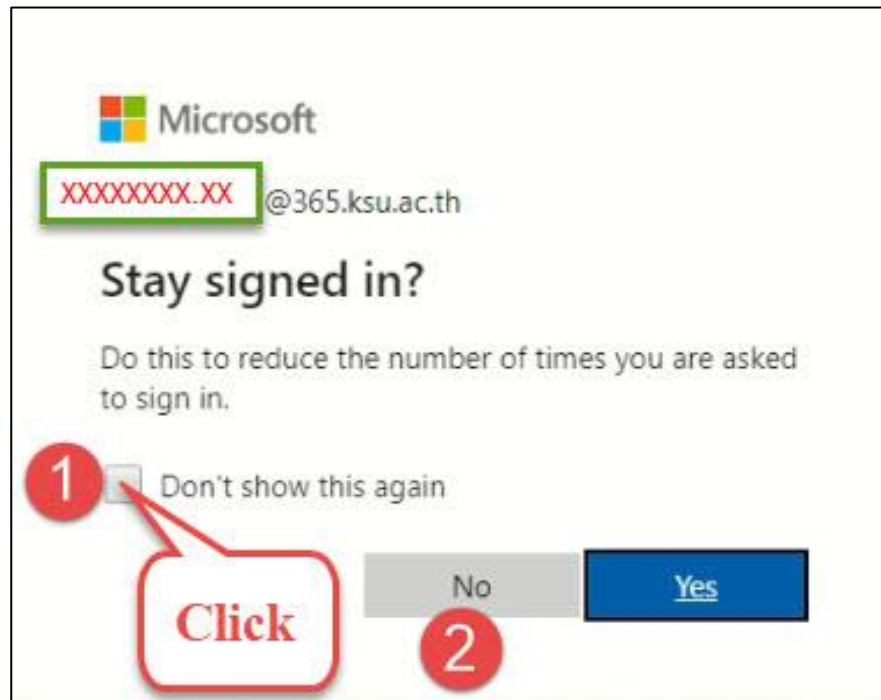 Microsoft
XXXXXXXX.XX @365.ksu.ac.th
Stay signed in?
Do this to reduce the number of times you are asked
to sign in.
1 Don't show this again
Click
No Yes
2